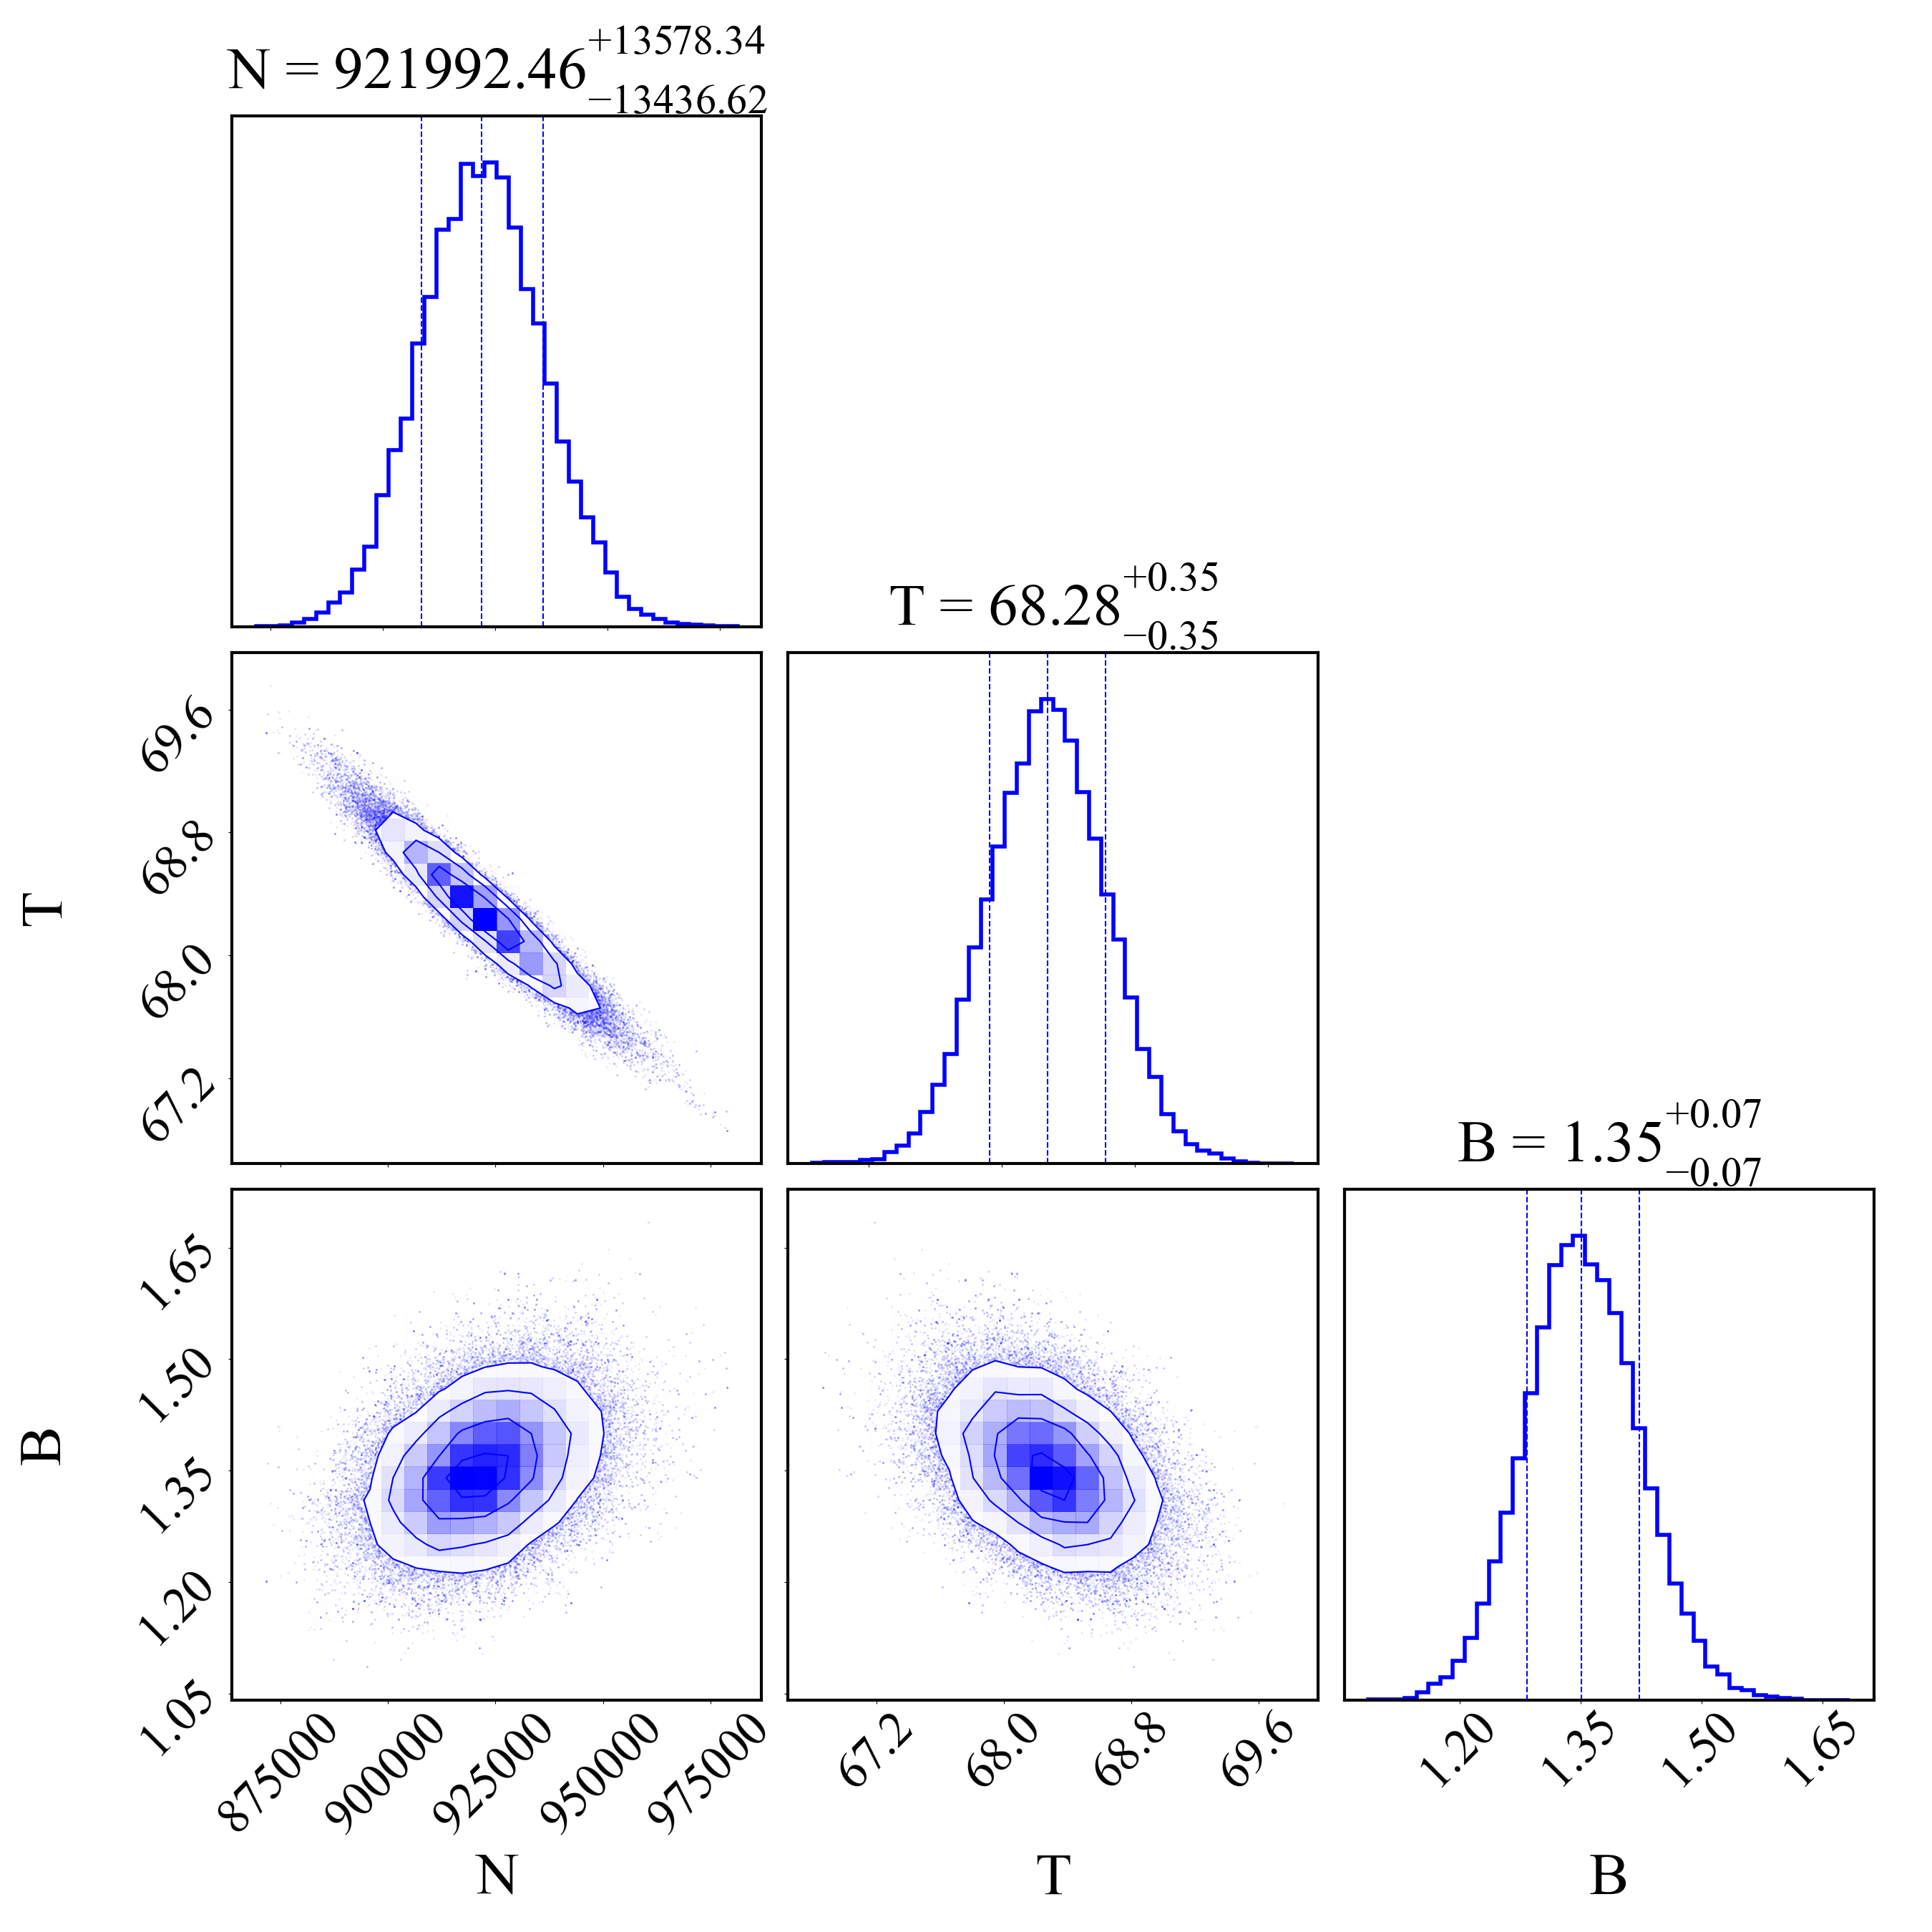 N = 921992.46 +13578.34 −13436.62
T = 68.28 +0.35 −0.35
69.6
68.8
68.0
67.2
T
B = 1.35 +0.07 −0.07
1.65
1.50
1.35
1.20
1.05
B
875000 900000 925000 950000 975000
67.2 68.0 68.8 69.6
1.20 1.35 1.50 1.65
N T B